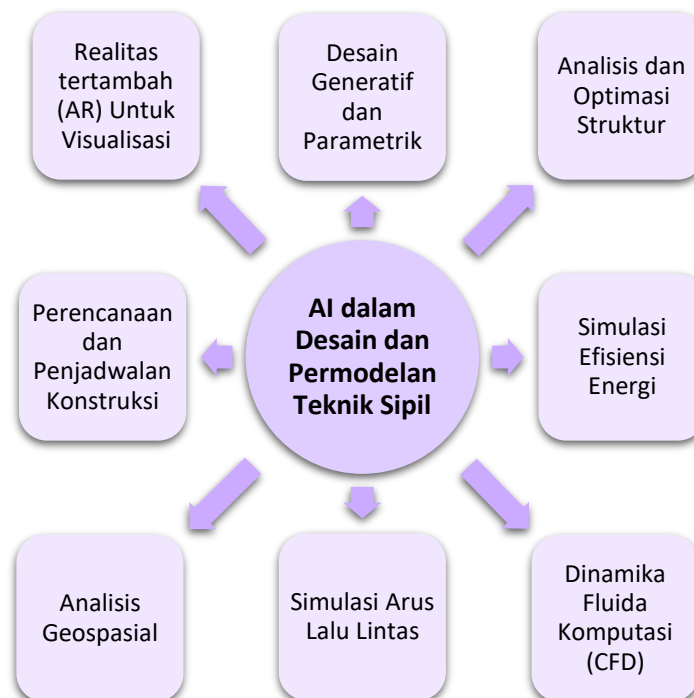 Realitas
tertambah
(AR) Untuk
Visualisasi
Desain
Generatif
dan
Parametrik
Analisis dan
Optimasi
Struktur
Perencanaan
dan
Penjadwalan
Konstruksi
AI dalam
Desain dan
Permodelan
Teknik Sipil
Simulasi
Efisiensi
Energi
Analisis
Geospasial
Simulasi Arus
Lalu Lintas
Dinamika
Fluida
Komputasi
(CFD)